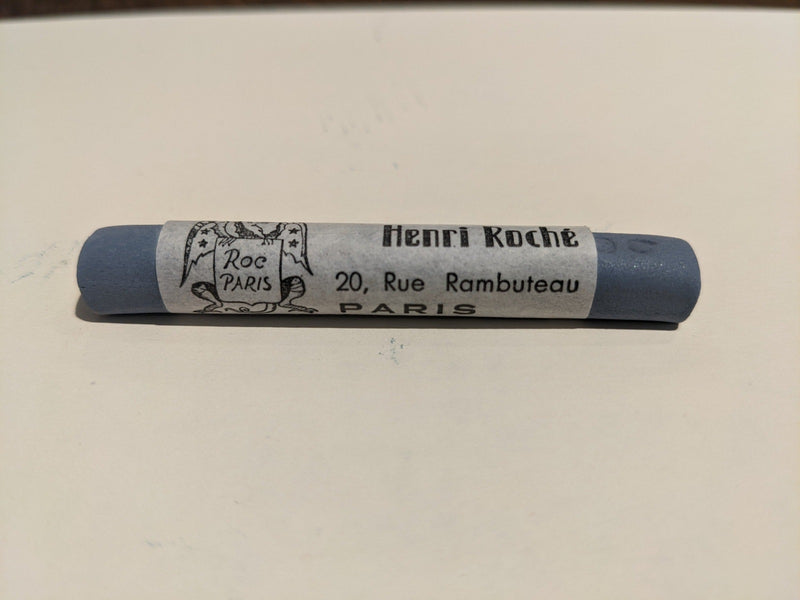 Roc
PARIS
Henri Roché
20, Rue Rambuteau
PARIS